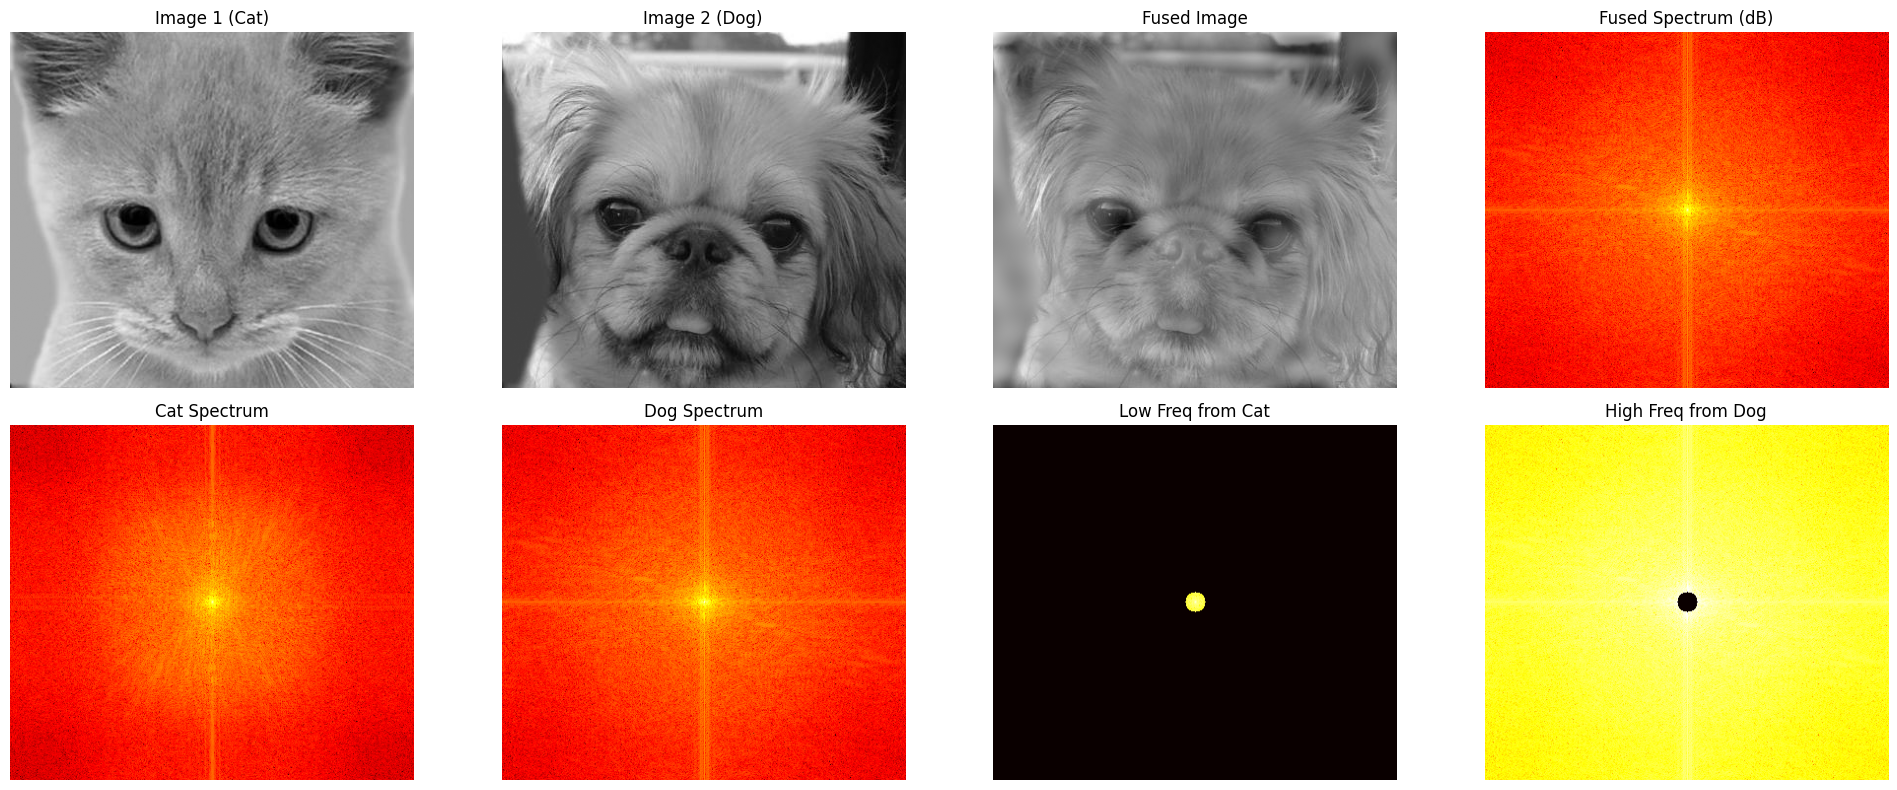 Image 1 (Cat)
Image 2 (Dog)
Fused Image
Fused Spectrum (dB)
Cat Spectrum
Dog Spectrum
Low Freq from Cat
High Freq from Dog